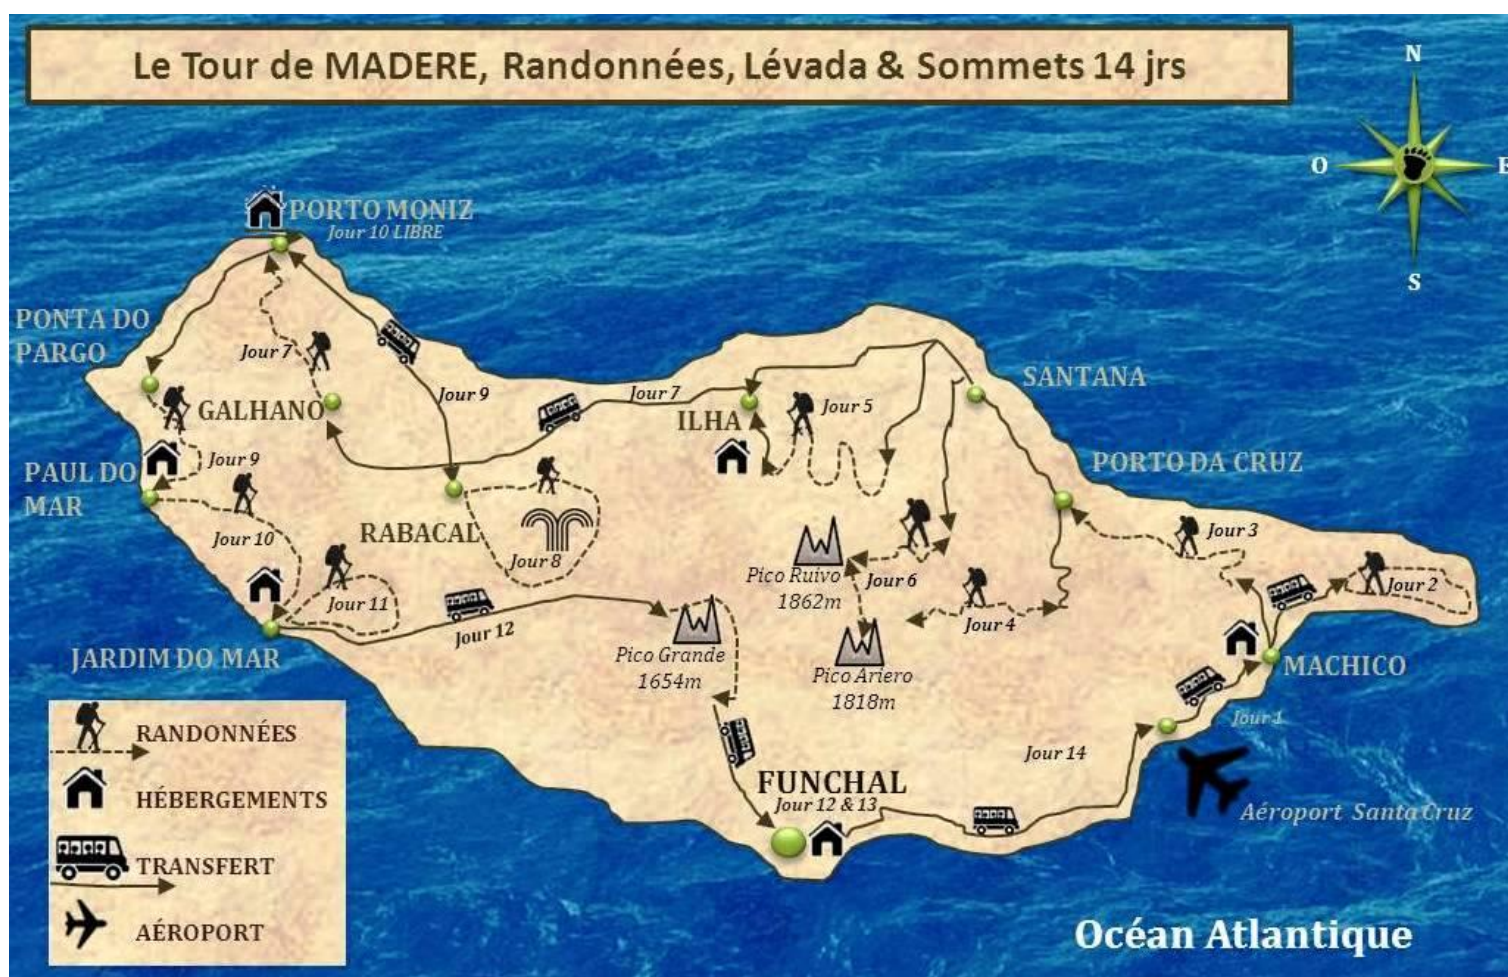 Le Tour de MADERE, Randonnées, Lévada & Sommets 14 jrs
N
O
E
S
PORTO MONIZ
Jour 10 LIBRE
PONTA DO
PARGO
Jour 7
GALHANO
Jour 9
Jour 7
ILHA
Jour 5
SANTANA
PAUL DO
MAR
Jour 9
PORTO DA CRUZ
Jour 10
RABACAL
Jour 8
Pico Ruivo
1862m
Jour 6
Jour 3
Jour 2
Jour 11
Jour 12
Jour 4
JARDIM DO MAR
Pico Grande
1654m
Pico Ariero
1818m
MACHICO
Jour 1
Jour 14
FUNCHAL
Jour 12 & 13
Aéroport Santa Cruz
RANDONNÉES
HÉBERGEMENTS
TRANSFERT
AÉROPORT
Océan Atlantique